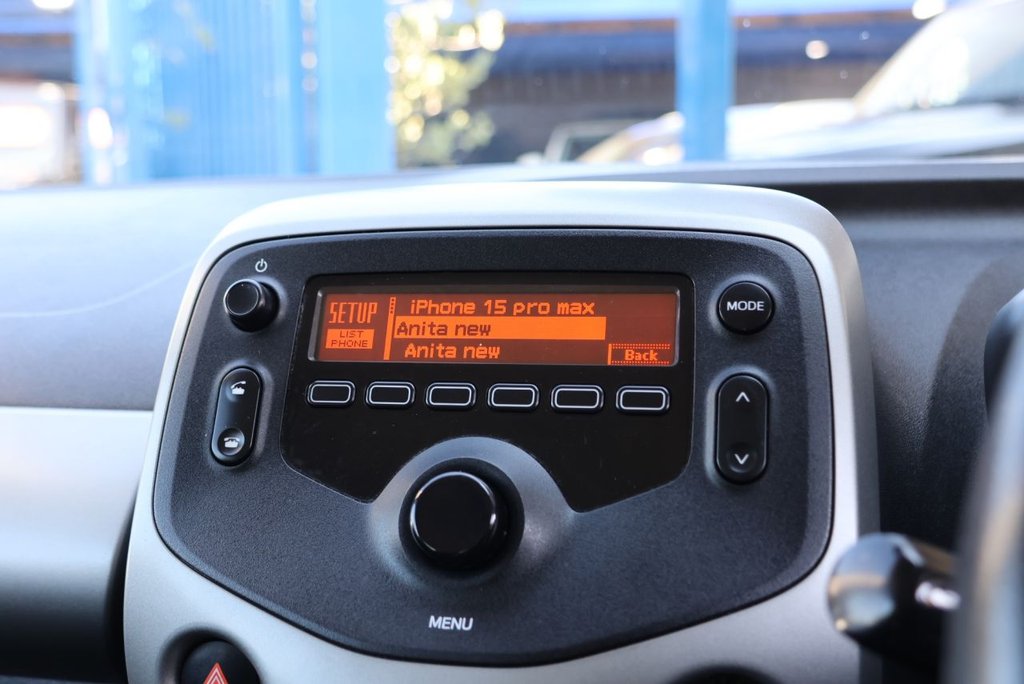 SETUP
LIST
PHONE
iPhone 15 pro max
Anita new
Anita new
Back
MODE
MENU